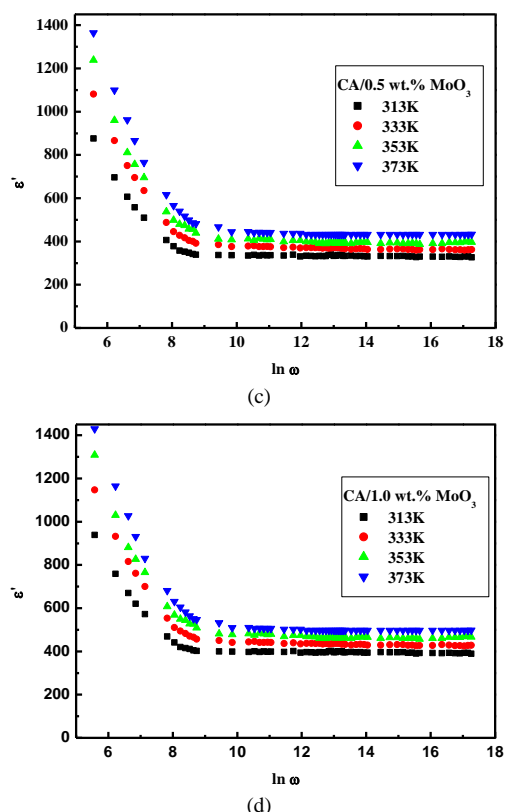 1400
1200
1000
800
600
400
200
0
ε'
CA/0.5 wt.% MoO3
313K
333K
353K
373K
6 8 10 12 14 16 18
ln ω
(c)
1400
1200
1000
800
600
400
200
0
ε'
CA/1.0 wt.% MoO3
313K
333K
353K
373K
6 8 10 12 14 16 18
ln ω
(d)